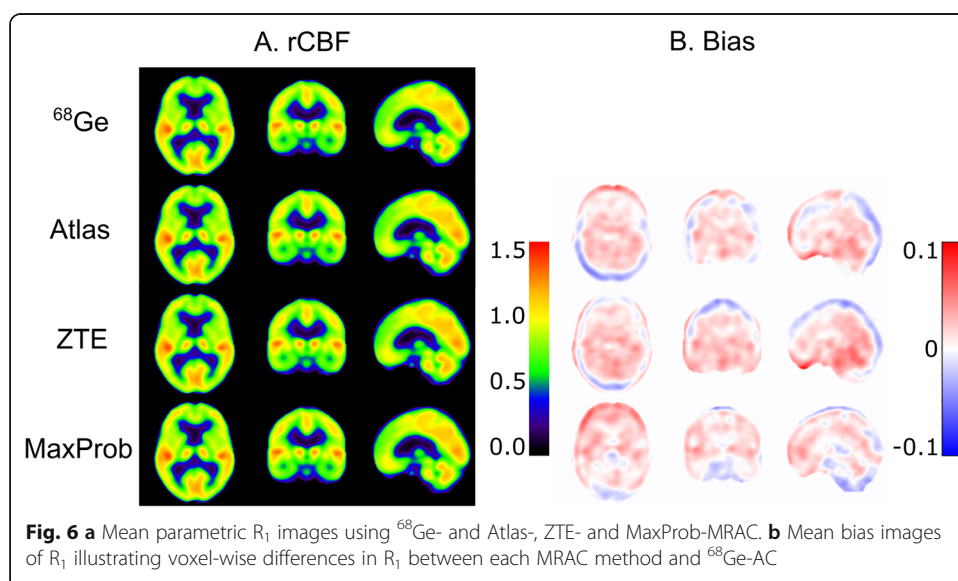 A. rCBF
B. Bias
⁶⁸Ge
Atlas
ZTE
MaxProb
1.5
1.0
0.5
0.0
0.1
0
-0.1
Fig. 6 a Mean parametric R₁ images using ⁶⁸Ge- and Atlas-, ZTE- and MaxProb-MRAC. b Mean bias images
of R₁ illustrating voxel-wise differences in R₁ between each MRAC method and ⁶⁸Ge-AC